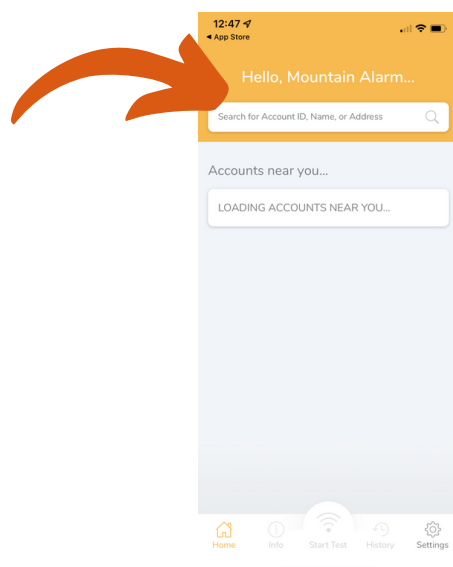 12:47
◄ App Store
Hello, Mountain Alarm...
Search for Account ID, Name, or Address
Accounts near you...
LOADING ACCOUNTS NEAR YOU...
Home Info Start Test History Settings